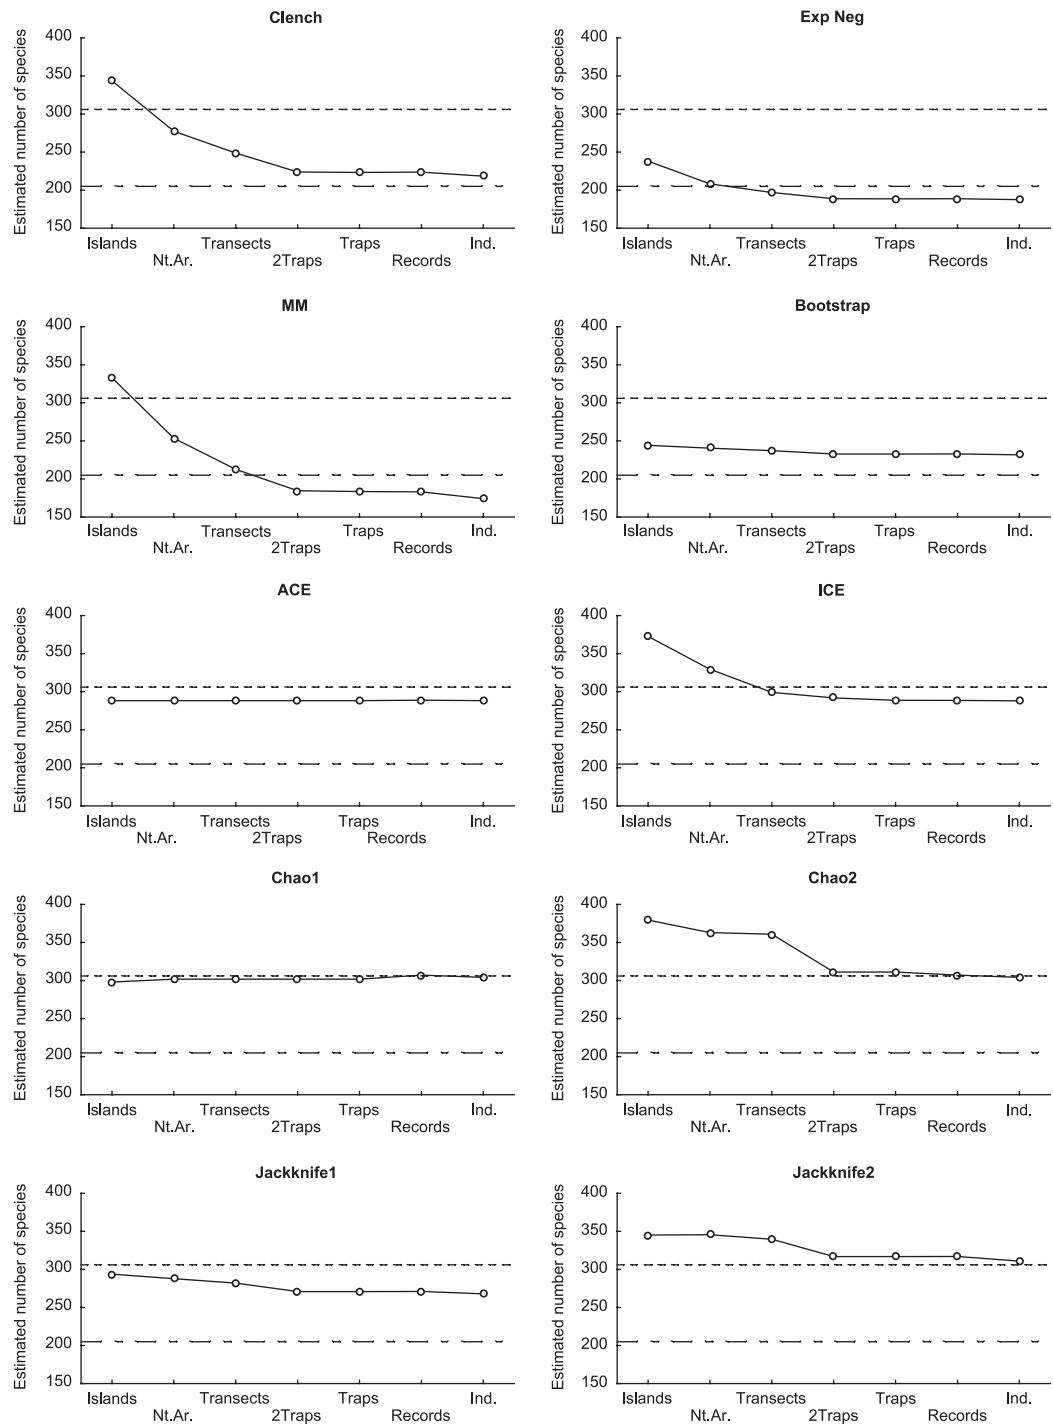 Clench
Estimated number of species
400
350
300
250
200
150
Islands Transects Traps Ind.
Nt.Ar. 2Traps Records
Exp Neg
Estimated number of species
400
350
300
250
200
150
Islands Transects Traps Ind.
Nt.Ar. 2Traps Records
MM
Estimated number of species
400
350
300
250
200
150
Islands Transects Traps Ind.
Nt.Ar. 2Traps Records
Bootstrap
Estimated number of species
400
350
300
250
200
150
Islands Transects Traps Ind.
Nt.Ar. 2Traps Records
ACE
Estimated number of species
400
350
300
250
200
150
Islands Transects Traps Ind.
Nt.Ar. 2Traps Records
ICE
Estimated number of species
400
350
300
250
200
150
Islands Transects Traps Ind.
Nt.Ar. 2Traps Records
Chao1
Estimated number of species
400
350
300
250
200
150
Islands Transects Traps Ind.
Nt.Ar. 2Traps Records
Chao2
Estimated number of species
400
350
300
250
200
150
Islands Transects Traps Ind.
Nt.Ar. 2Traps Records
Jackknife1
Estimated number of species
400
350
300
250
200
150
Islands Transects Traps Ind.
Nt.Ar. 2Traps Records
Jackknife2
Estimated number of species
400
350
300
250
200
150
Islands Transects Traps Ind.
Nt.Ar. 2Traps Records